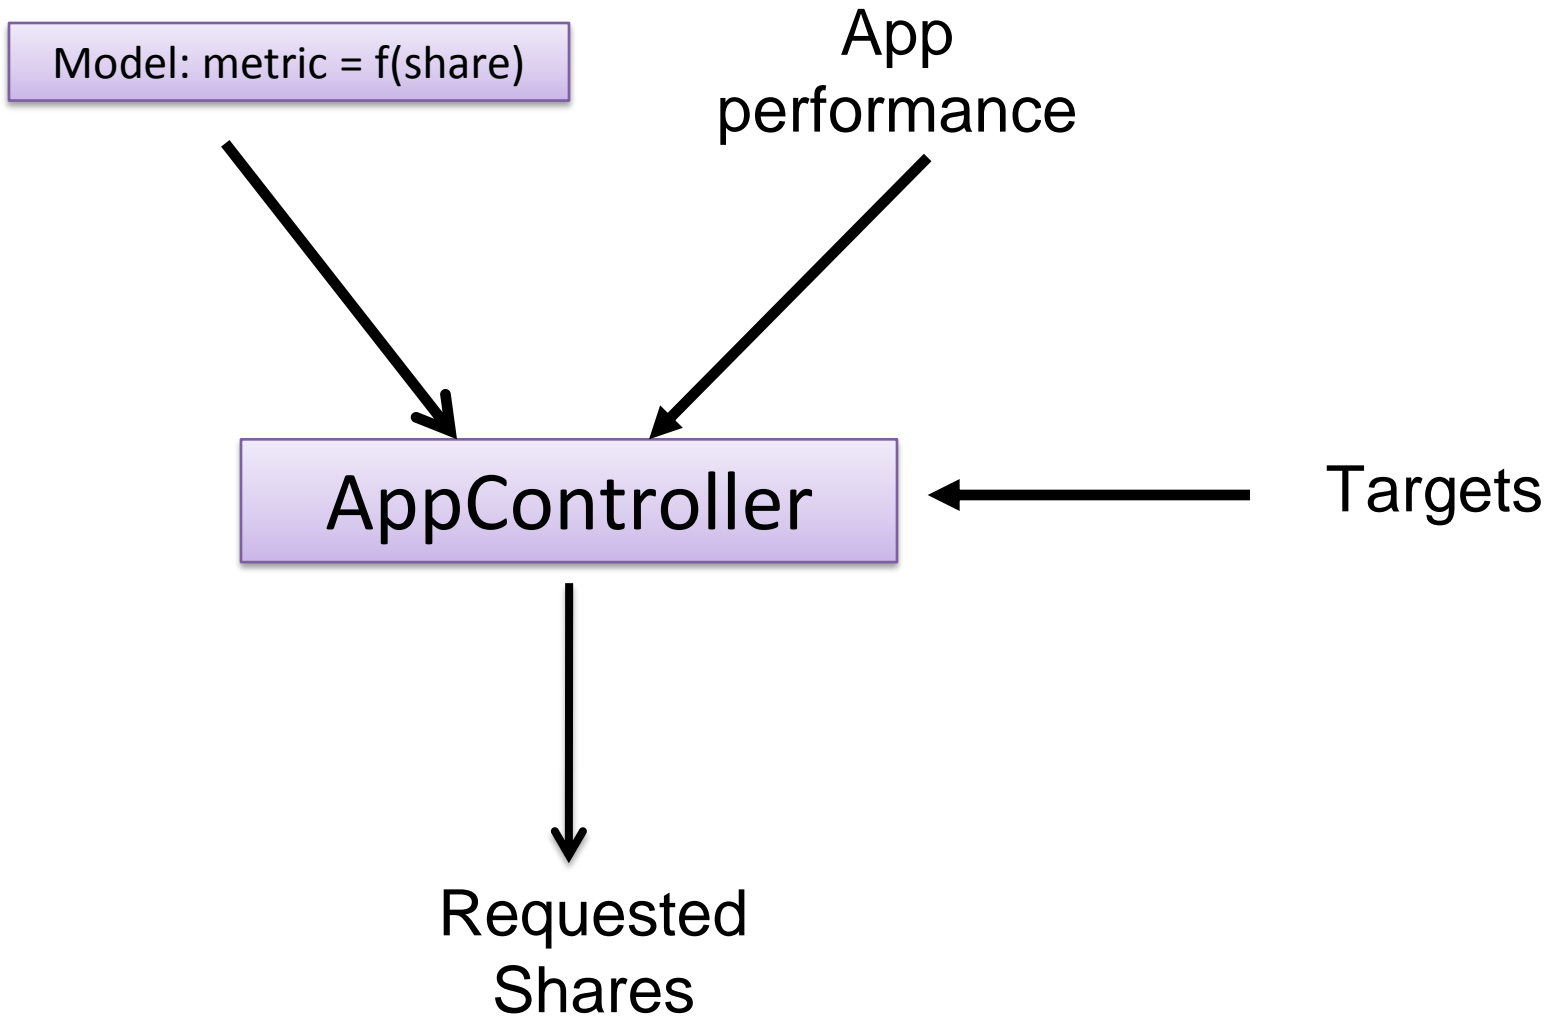 Model: metric = f(share)
App
performance
AppController
Targets
Requested
Shares